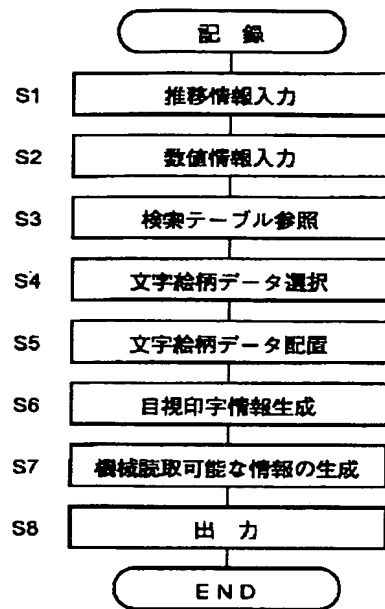 記 録
S1 推移情報入力
S2 数値情報入力
S3 検索テーブル参照
S4 文字絵柄データ選択
S5 文字絵柄データ配置
S6 目視印字情報生成
S7 機械読取可能な情報の生成
S8 出 力
END